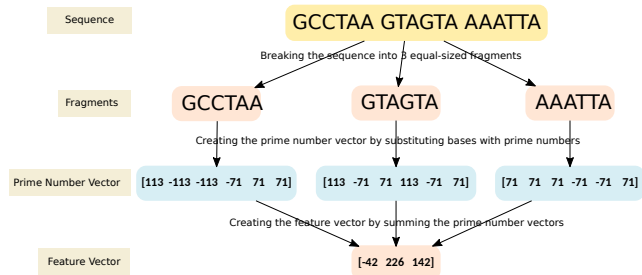 Sequence
GCCTAA GTAGTA AAATTA
Breaking the sequence into 3 equal-sized fragments
Fragments
GCCTAA
GTAGTA
AAATTA
Creating the prime number vector by substituting bases with prime numbers
Prime Number Vector
[113 -113 -113 -71 71 71]
[113 -71 71 113 -71 71]
[71 71 71 -71 -71 71]
Creating the feature vector by summing the prime number vectors
Feature Vector
[-42 226 142]